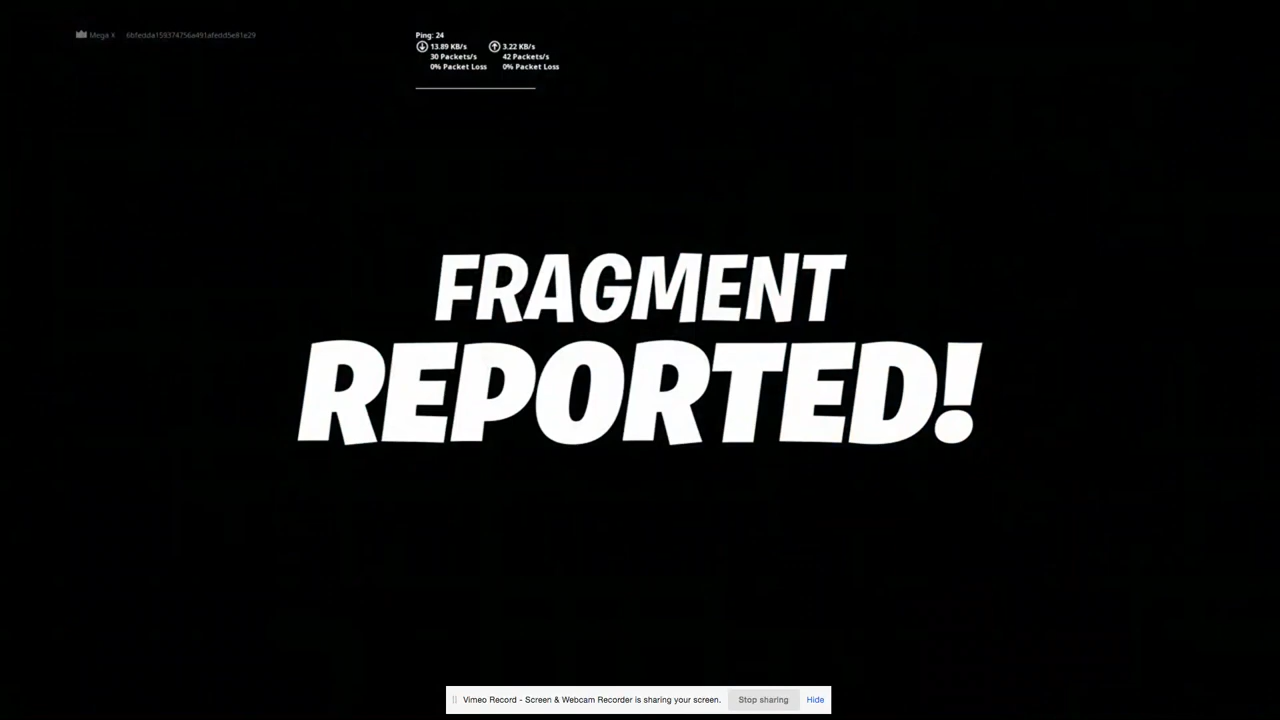 Mega X
Ping: 24
13.89 KB/s 3.22 KB/s
30 Packets/s 42 Packets/s
0% Packet Loss 0% Packet Loss
FRAGMENT
REPORTED!
Vimeo Record - Screen & Webcam Recorder is sharing your screen. Stop sharing Hide